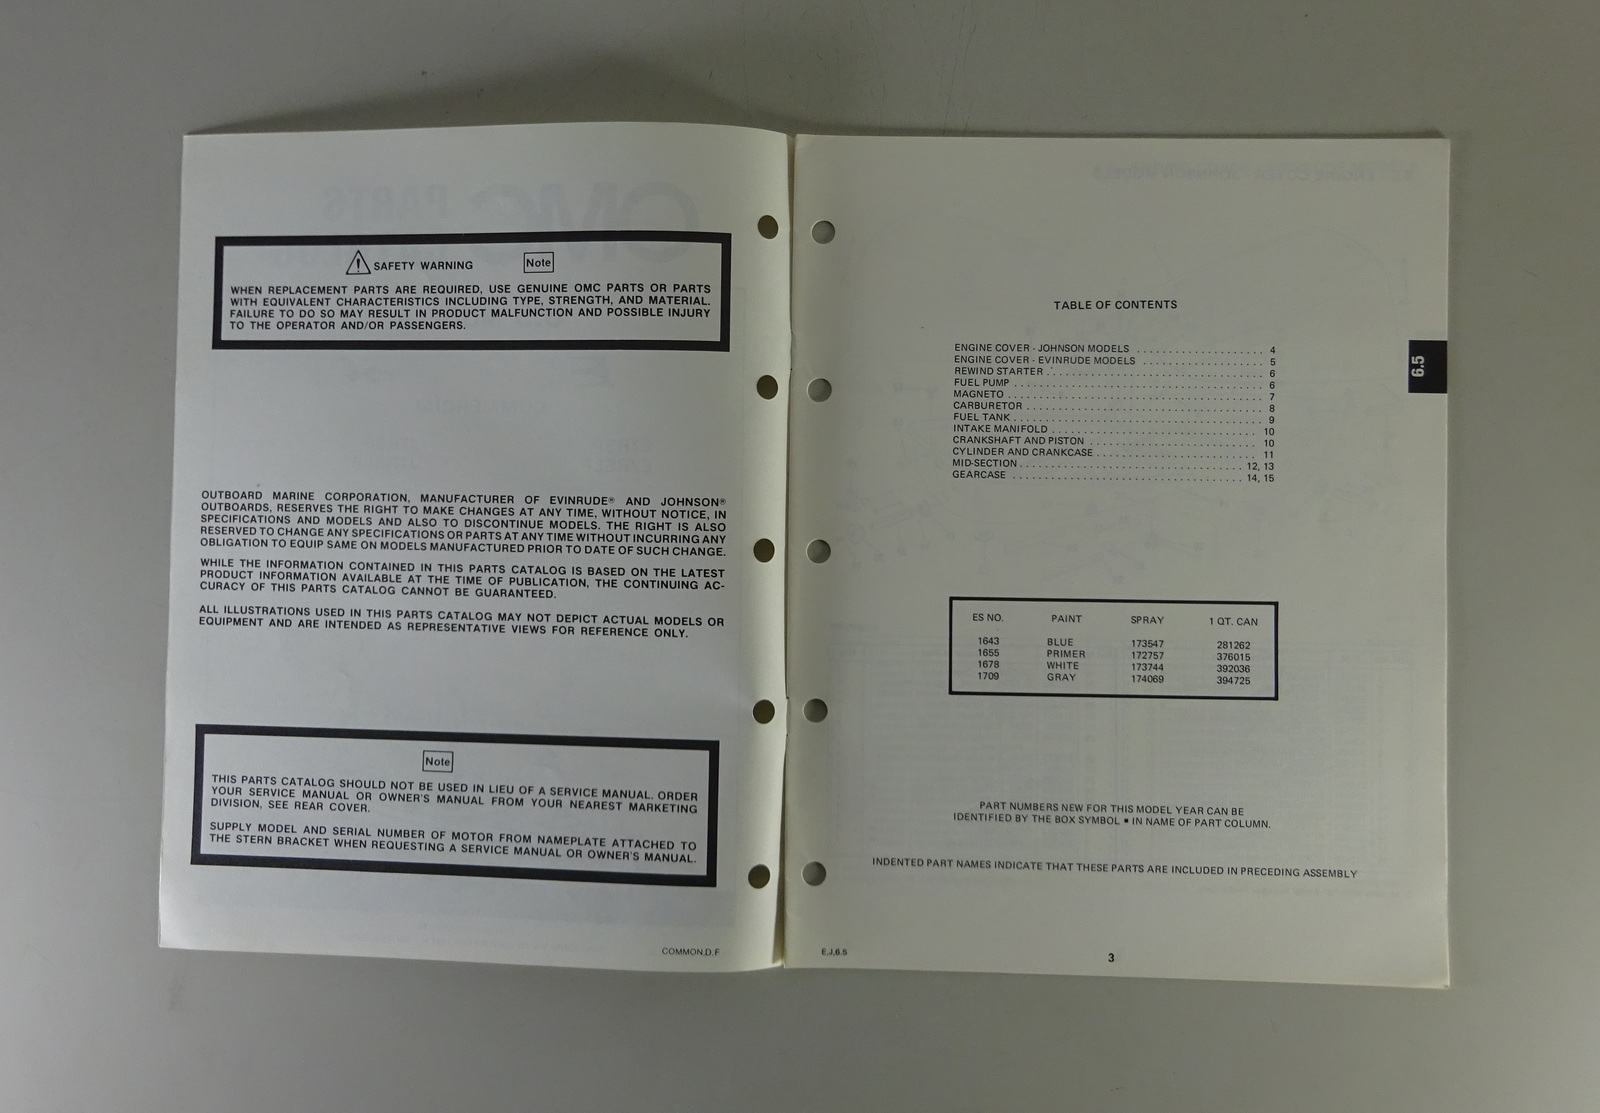 SAFETY WARNING Note
WHEN REPLACEMENT PARTS ARE REQUIRED, USE GENUINE OMC PARTS OR PARTS
WITH EQUIVALENT CHARACTERISTICS INCLUDING TYPE, STRENGTH, AND MATERIAL.
FAILURE TO DO SO MAY RESULT IN PRODUCT MALFUNCTION AND POSSIBLE INJURY
TO THE OPERATOR AND/OR PASSENGERS.
OUTBOARD MARINE CORPORATION, MANUFACTURER OF EVINRUDE® AND JOHNSON®
OUTBOARDS, RESERVES THE RIGHT TO MAKE CHANGES AT ANY TIME, WITHOUT NOTICE, IN
SPECIFICATIONS AND MODELS AND ALSO TO DISCONTINUE MODELS. THE RIGHT IS ALSO
RESERVED TO CHANGE ANY SPECIFICATIONS OR PARTS AT ANY TIME WITHOUT INCURRING ANY
OBLIGATION TO EQUIP SAME ON MODELS MANUFACTURED PRIOR TO DATE OF SUCH CHANGE.
WHILE THE INFORMATION CONTAINED IN THIS PARTS CATALOG IS BASED ON THE LATEST
PRODUCT INFORMATION AVAILABLE AT THE TIME OF PUBLICATION, THE CONTINUING AC-
CURACY OF THIS PARTS CATALOG CANNOT BE GUARANTEED.
ALL ILLUSTRATIONS USED IN THIS PARTS CATALOG MAY NOT DEPICT ACTUAL MODELS OR
EQUIPMENT AND ARE INTENDED AS REPRESENTATIVE VIEWS FOR REFERENCE ONLY.
Note
THIS PARTS CATALOG SHOULD NOT BE USED IN LIEU OF A SERVICE MANUAL. ORDER
YOUR SERVICE MANUAL OR OWNER'S MANUAL FROM YOUR NEAREST MARKETING
DIVISION, SEE REAR COVER.
SUPPLY MODEL AND SERIAL NUMBER OF MOTOR FROM NAMEPLATE ATTACHED TO
THE STERN BRACKET WHEN REQUESTING A SERVICE MANUAL OR OWNER'S MANUAL.
COMMON.D.F
TABLE OF CONTENTS
ENGINE COVER - JOHNSON MODELS . . . . . . . . . . . . . . . . . . . . 4
ENGINE COVER - EVINRUDE MODELS . . . . . . . . . . . . . . . . . . . 5
REWIND STARTER . . . . . . . . . . . . . . . . . . . . . . . . . . . . . . . . . 6
FUEL PUMP . . . . . . . . . . . . . . . . . . . . . . . . . . . . . . . . . . . . . . 6
MAGNETO . . . . . . . . . . . . . . . . . . . . . . . . . . . . . . . . . . . . . . . 7
CARBURETOR . . . . . . . . . . . . . . . . . . . . . . . . . . . . . . . . . . . . 8
FUEL TANK . . . . . . . . . . . . . . . . . . . . . . . . . . . . . . . . . . . . . . 9
INTAKE MANIFOLD . . . . . . . . . . . . . . . . . . . . . . . . . . . . . . . 10
CRANKSHAFT AND PISTON . . . . . . . . . . . . . . . . . . . . . . . . . 10
CYLINDER AND CRANKCASE . . . . . . . . . . . . . . . . . . . . . . . . 11
MID-SECTION . . . . . . . . . . . . . . . . . . . . . . . . . . . . . . . . . 12, 13
GEARCASE . . . . . . . . . . . . . . . . . . . . . . . . . . . . . . . . . . . 14, 15
6.5
ES NO. PAINT SPRAY 1 QT. CAN
1643 BLUE 173547 281262
1655 PRIMER 172757 376015
1678 WHITE 173744 392036
1709 GRAY 174069 394725
PART NUMBERS NEW FOR THIS MODEL YEAR CAN BE
IDENTIFIED BY THE BOX SYMBOL ■ IN NAME OF PART COLUMN.
INDENTED PART NAMES INDICATE THAT THESE PARTS ARE INCLUDED IN PRECEDING ASSEMBLY
E.J.6.5
3